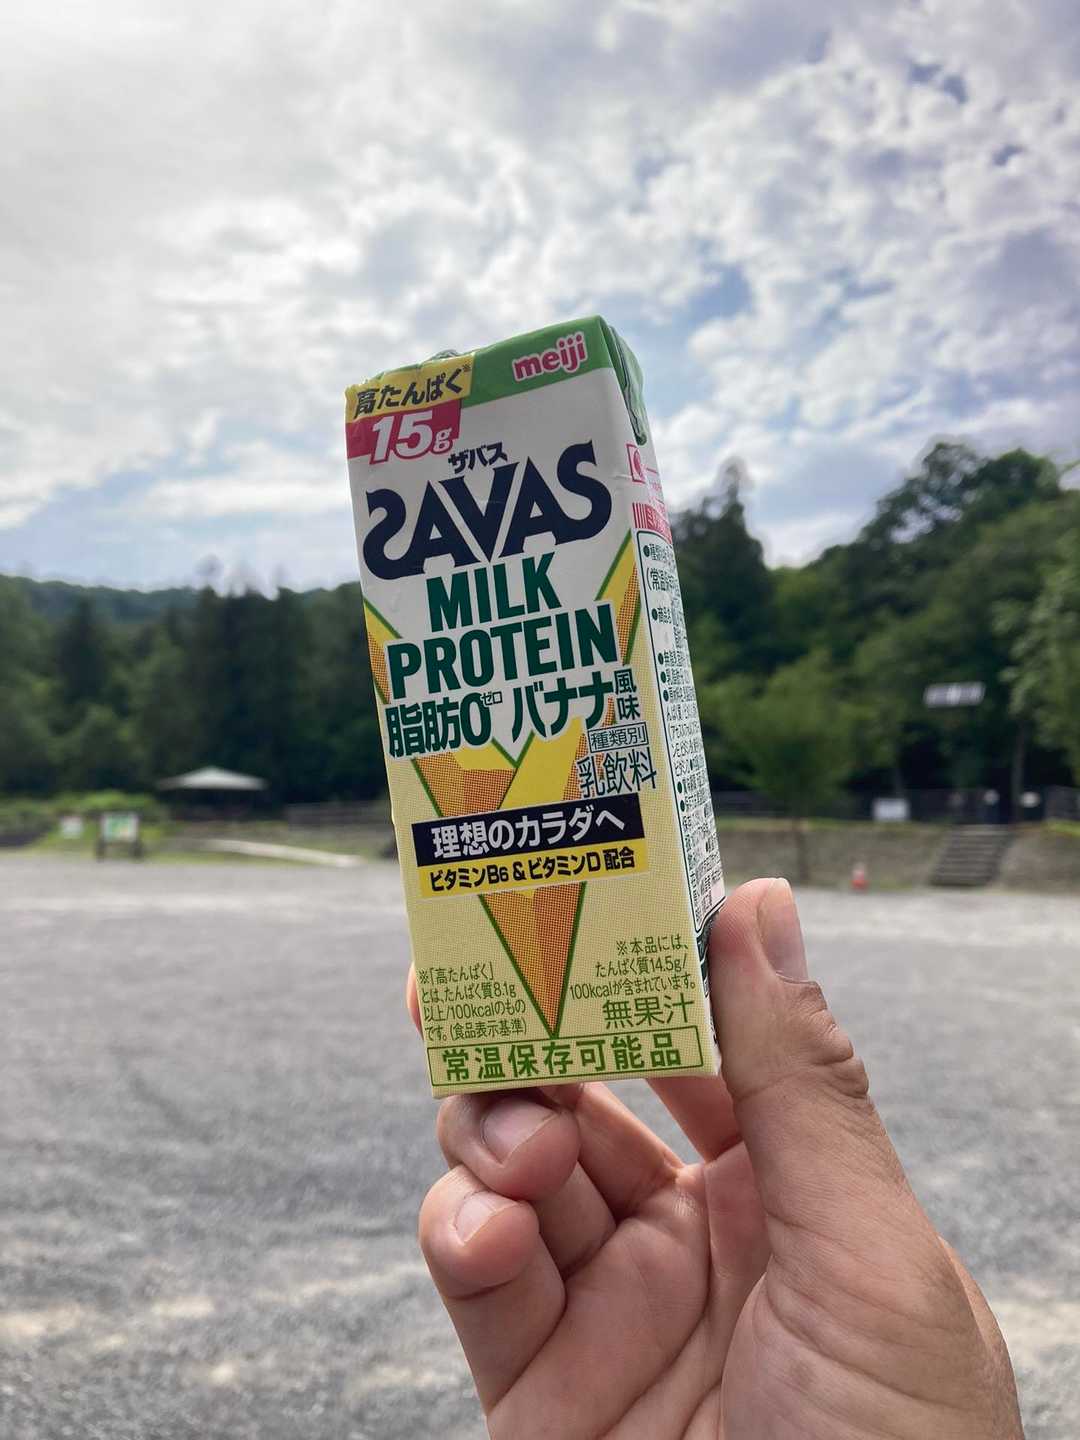 meiji
高たんぱく※
15g
ザバス
SAVAS
MILK
PROTEIN
脂肪0ゼロ バナナ風味
種類別
乳飲料
理想のカラダへ
ビタミンB6 & ビタミンD 配合
※「高たんぱく」
とは、たんぱく質8.1g
以上/100kcalのもの
です。(食品表示基準)
※本品には、
たんぱく質14.5g/
100kcalが含まれています。
無果汁
常温保存可能品